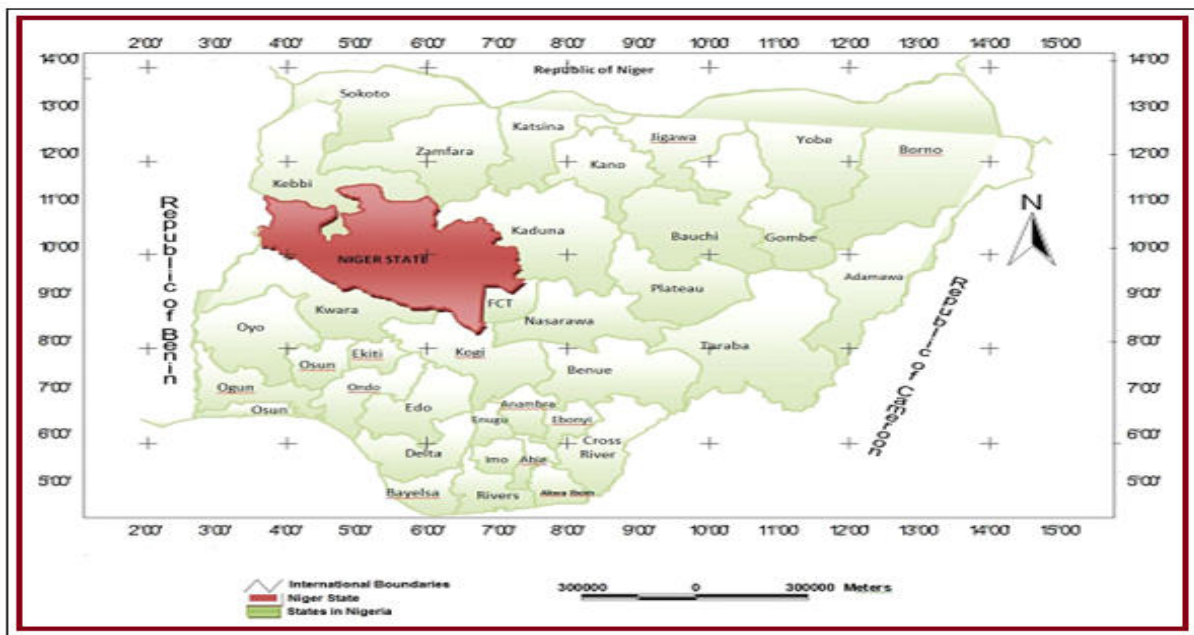 2°00' 3°00' 4°00' 5°00' 6°00' 7°00' 8°00' 9°00' 10°00' 11°00' 12°00' 13°00' 14°00' 15°00'
14°00' 14°00'
Republic of Niger
Sokoto
13°00' 13°00'
Katsina
Jigawa
Yobe
Borno
Zamfara
Kano
12°00' 12°00'
Kebbi
11°00' 11°00'
N
Kaduna
Bauchi
Gombe
10°00' 10°00'
NIGER STATE
Adamawa
Republic of Benin
Plateau
9°00' 9°00'
FCT
Kwara
Nasarawa
Republic of Cameroon
Oyo
Taraba
8°00' 8°00'
Ekiti
Kogi
Osun
Benue
Ogun
Ondo
7°00' 7°00'
Osun
Edo
Anambra
Enugu
Ebonyi
6°00' 6°00'
Cross
River
Delta
Imo
Abia
5°00' 5°00'
Bayelsa
Rivers
Akwa Ibom
2°00' 3°00' 4°00' 5°00' 6°00' 7°00' 8°00' 9°00' 10°00' 11°00' 12°00' 13°00' 14°00' 15°00'
International Boundaries
Niger State
States in Nigeria
300000 0 300000 Meters